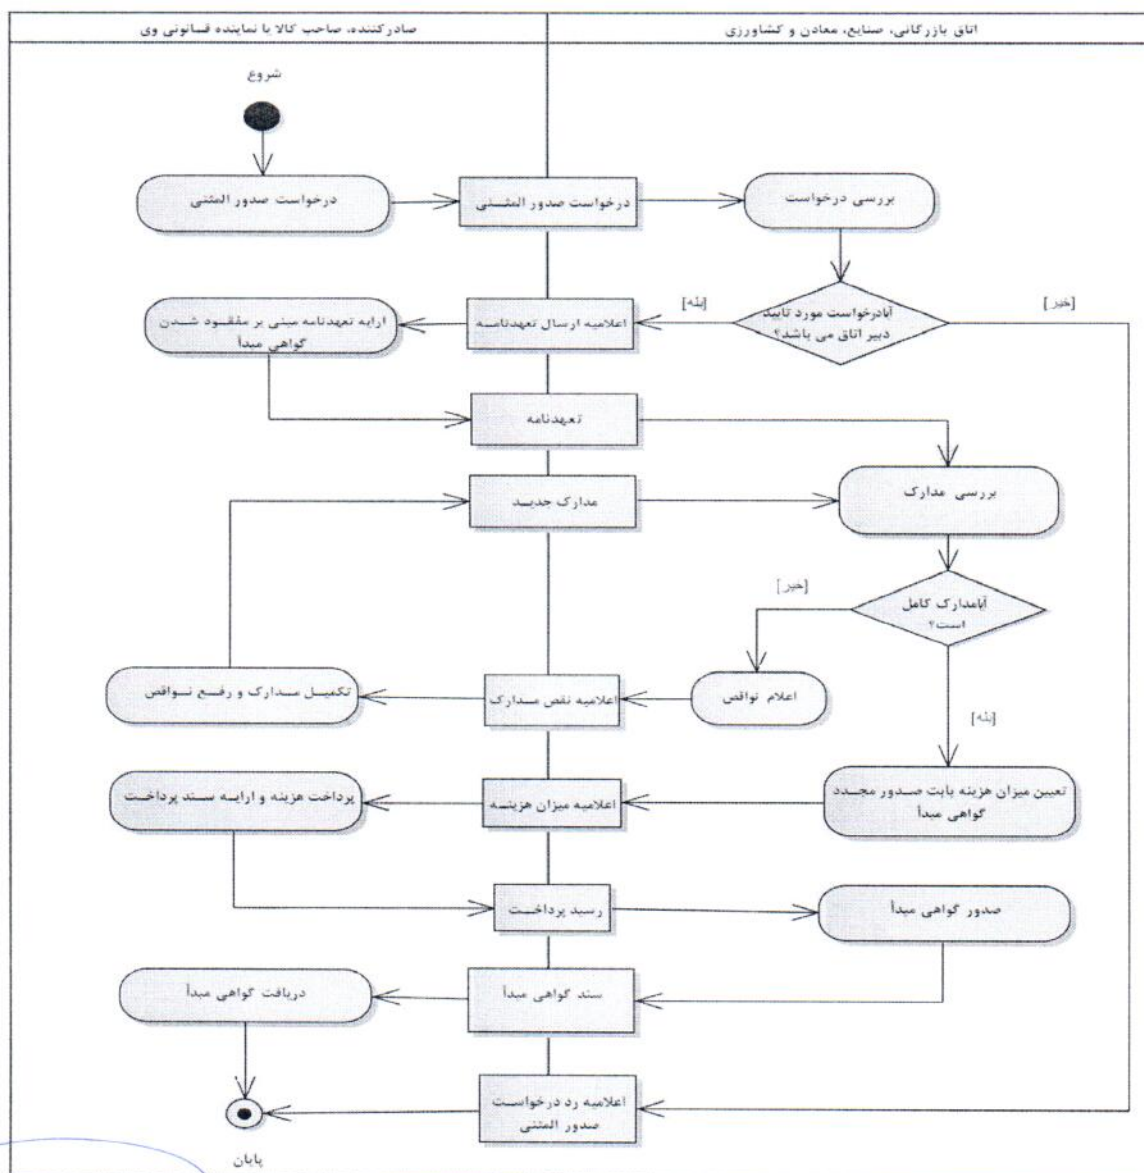 اتاق بازرگانی، صنایع، معادن و کشاورزی
صادرکننده، صاحب کالا یا نماینده قانونی وی
شروع
درخواست صدور المثنی
درخواست صدور المثنی
بررسی درخواست
آیادرخواست مورد تایید
دبیر اتاق می باشد؟
[خیر]
[بله]
اعلامیه ارسال تعهدنامه
ارایه تعهدنامه مبنی بر مفقود شدن
گواهی مبدأ
تعهدنامه
مدارک جدید
بررسی مدارک
آیامدارک کامل
است؟
[خیر]
[بله]
اعلام نواقص
اعلامیه نقص مدارک
تکمیل مدارک و رفع نواقص
تعیین میزان هزینه بابت صدور مجدد
گواهی مبدأ
اعلامیه میزان هزینه
پرداخت هزینه و ارایه سند پرداخت
رسید پرداخت
صدور گواهی مبدأ
سند گواهی مبدأ
دریافت گواهی مبدأ
اعلامیه رد درخواست
صدور المثنی
پایان